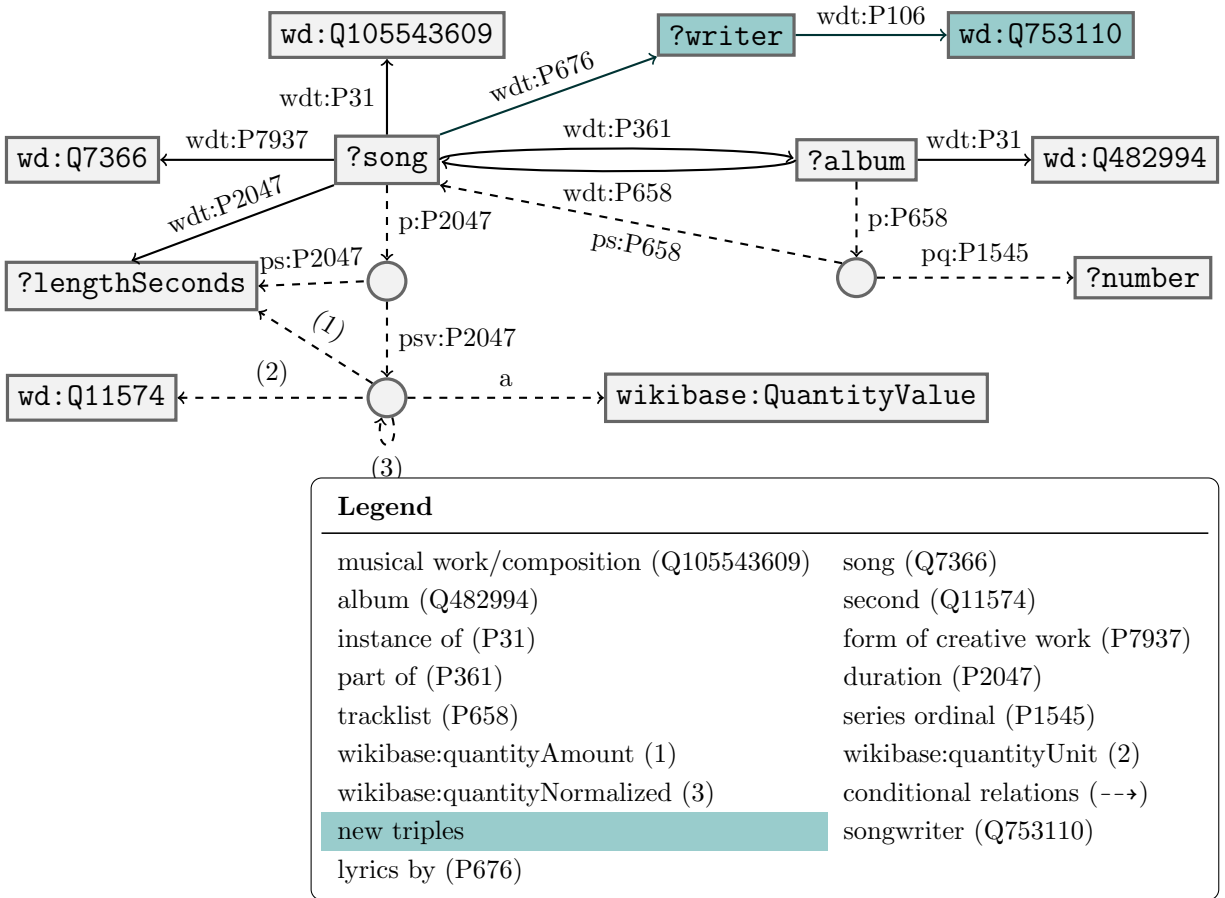 wd:Q105543609
?writer
wdt:P106
wd:Q753110
wdt:P31
wdt:P676
wd:Q7366
wdt:P7937
?song
wdt:P361
?album
wdt:P31
wd:Q482994
wdt:P2047
p:P2047
wdt:P658
ps:P658
p:P658
?lengthSeconds
ps:P2047
pq:P1545
?number
(1)
psv:P2047
wd:Q11574
(2)
a
wikibase:QuantityValue
(3)
Legend
musical work/composition (Q105543609) song (Q7366)
album (Q482994) second (Q11574)
instance of (P31) form of creative work (P7937)
part of (P361) duration (P2047)
tracklist (P658) series ordinal (P1545)
wikibase:quantityAmount (1) wikibase:quantityUnit (2)
wikibase:quantityNormalized (3) conditional relations (-->)
new triples songwriter (Q753110)
lyrics by (P676)